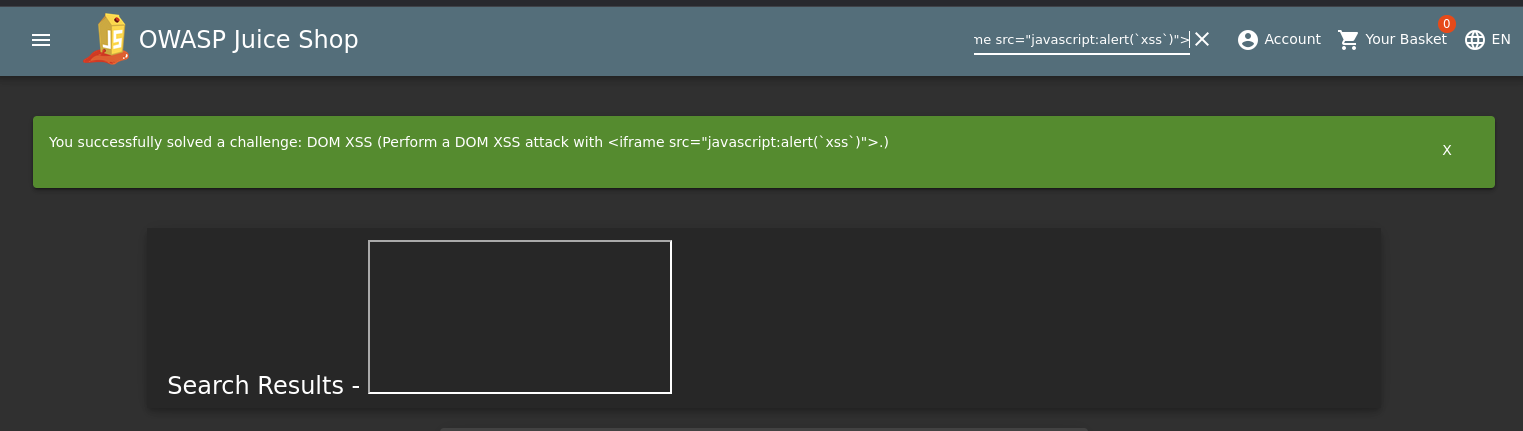 OWASP Juice Shop
me src="javascript:alert(`xss`)">
Account
0
Your Basket
EN
You successfully solved a challenge: DOM XSS (Perform a DOM XSS attack with <iframe src="javascript:alert(`xss`)">.)
X
Search Results -